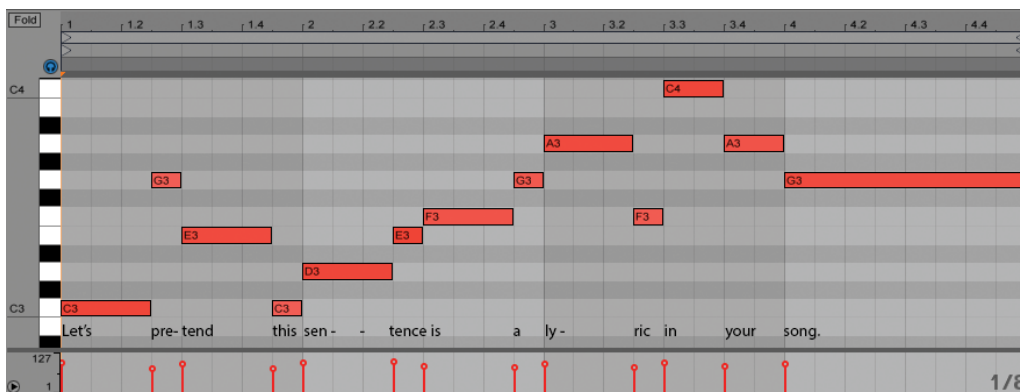 Fold 1 1.2 1.3 1.4 2 2.2 2.3 2.4 3 3.2 3.3 3.4 4 4.2 4.3 4.4
C4 C4
A3 A3
G3 G3 G3
F3 F3
E3 E3
D3
C3 C3 C3
Let's pre- tend this sen - - tence is a ly - ric in your song.
127
1 1/8